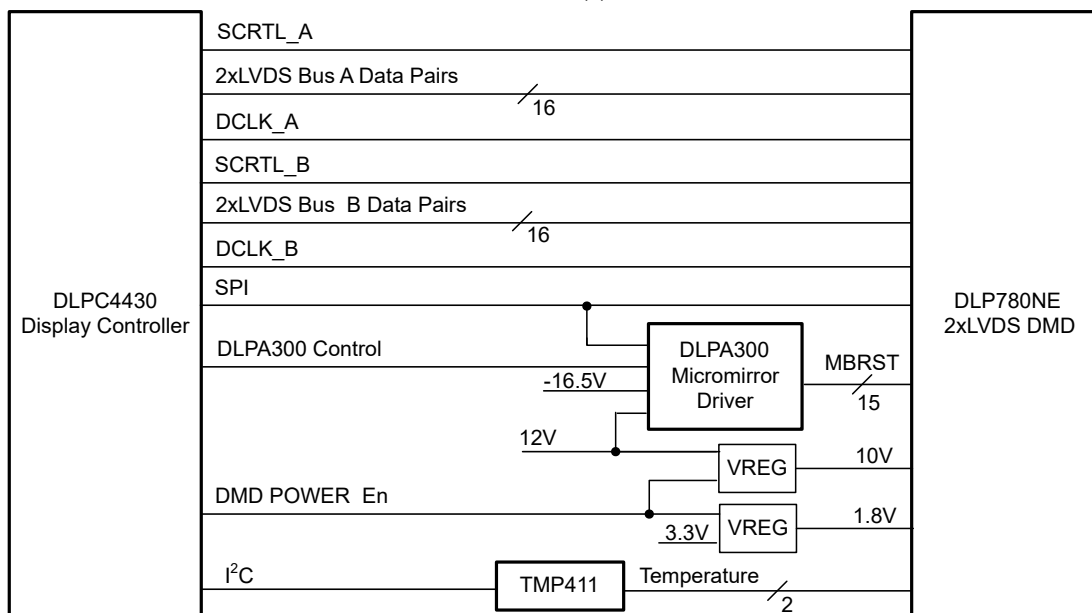 SCRTL_A
2xLVDS Bus A Data Pairs
16
DCLK_A
SCRTL_B
2xLVDS Bus B Data Pairs
16
DCLK_B
SPI
DLPC4430
Display Controller
DLP780NE
2xLVDS DMD
DLPA300 Control
DLPA300
Micromirror
Driver
-16.5V
MBRST
15
12V
VREG
10V
DMD POWER En
3.3V
VREG
1.8V
I²C
TMP411
Temperature
2